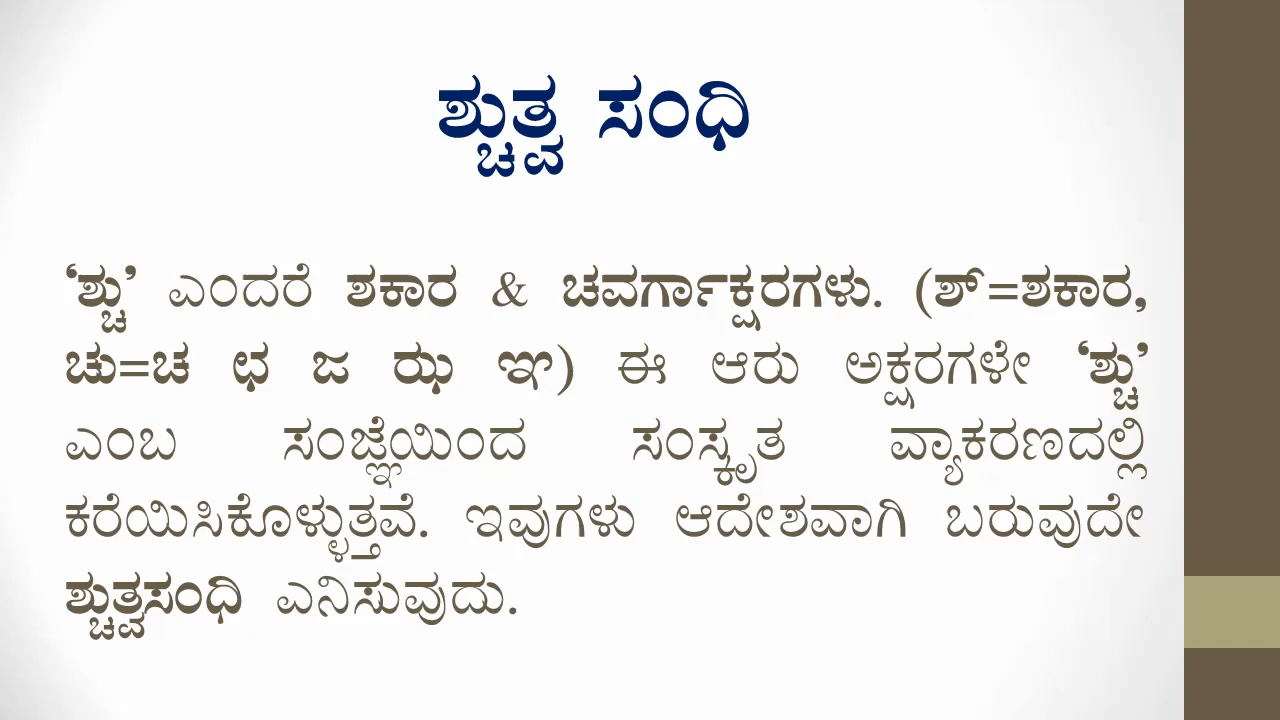 ಶ್ಚುತ್ವ ಸಂಧಿ
‘ಶ್ಚು’ ಎಂದರೆ ಶಕಾರ & ಚವರ್ಗಾಕ್ಷರಗಳು. (ಶ್=ಶಕಾರ,
ಚು=ಚ ಛ ಜ ಝ ಞ) ಈ ಆರು ಅಕ್ಷರಗಳೇ ‘ಶ್ಚು’
ಎಂಬ ಸಂಜ್ಞೆಯಿಂದ ಸಂಸ್ಕೃತ ವ್ಯಾಕರಣದಲ್ಲಿ
ಕರೆಯಿಸಿಕೊಳ್ಳುತ್ತವೆ. ಇವುಗಳು ಆದೇಶವಾಗಿ ಬರುವುದೇ
ಶ್ಚುತ್ವಸಂಧಿ ಎನಿಸುವುದು.